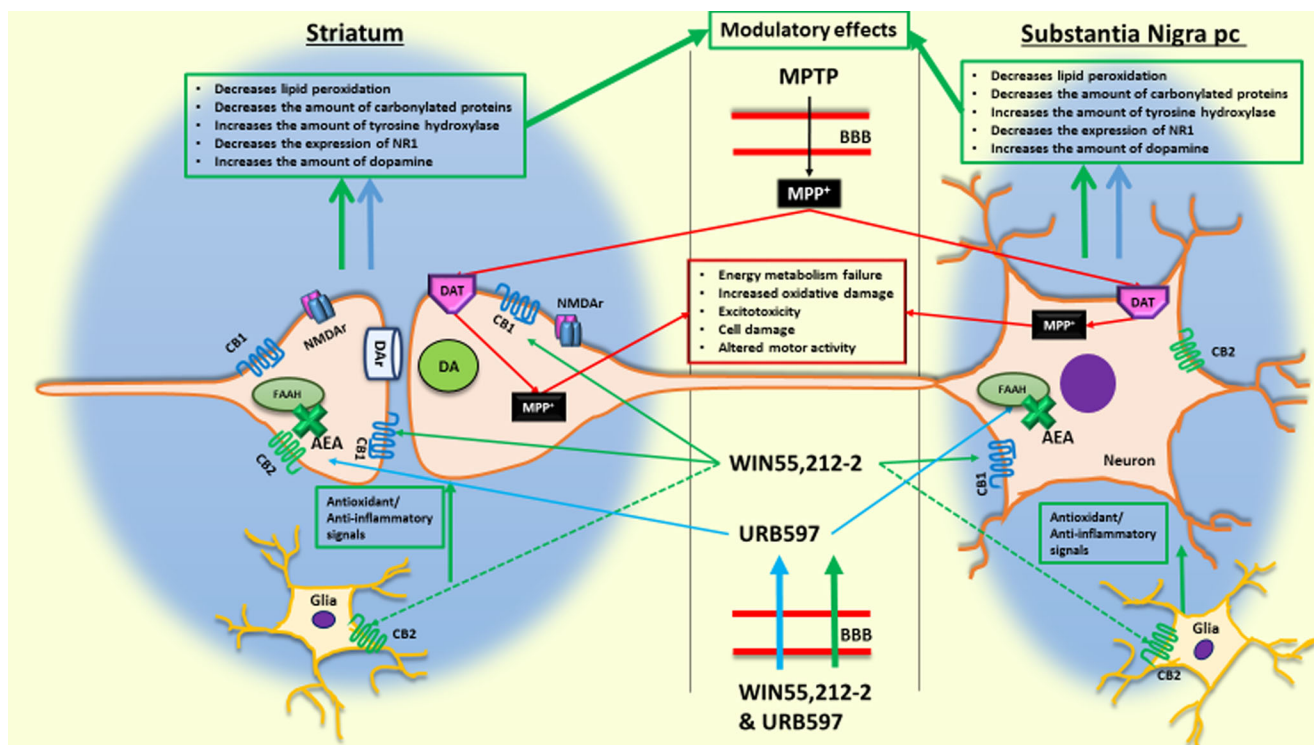 Striatum
Modulatory effects
Substantia Nigra pc
• Decreases lipid peroxidation
• Decreases the amount of carbonylated proteins
• Increases the amount of tyrosine hydroxylase
• Decreases the expression of NR1
• Increases the amount of dopamine
MPTP
BBB
MPP+
• Decreases lipid peroxidation
• Decreases the amount of carbonylated proteins
• Increases the amount of tyrosine hydroxylase
• Decreases the expression of NR1
• Increases the amount of dopamine
• Energy metabolism failure
• Increased oxidative damage
• Excitotoxicity
• Cell damage
• Altered motor activity
CB1
NMDAr
DAr
FAAH
AEA
CB2
CB1
DAT
CB1
NMDAr
DA
MPP+
DAT
MPP+
CB2
FAAH
AEA
CB1
Neuron
WIN55,212-2
URB597
BBB
WIN55,212-2
& URB597
Antioxidant/
Anti-inflammatory
signals
Glia
CB2
Antioxidant/
Anti-inflammatory
signals
Glia
CB2